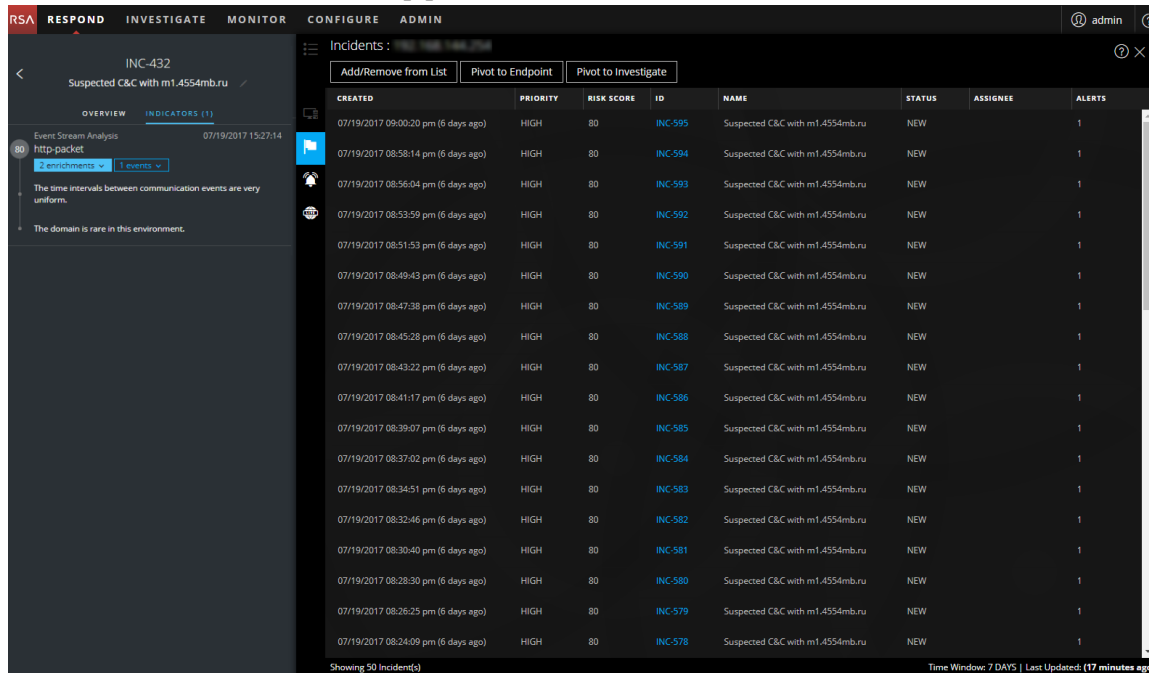 RSA RESPOND INVESTIGATE MONITOR CONFIGURE ADMIN admin
INC-432
Suspected C&C with m1.4554mb.ru
OVERVIEW INDICATORS (1)
Event Stream Analysis 07/19/2017 15:27:14
80 http-packet
2 enrichments 1 events
The time intervals between communication events are very
uniform.
The domain is rare in this environment.
Incidents :
Add/Remove from List Pivot to Endpoint Pivot to Investigate
CREATED PRIORITY RISK SCORE ID NAME STATUS ASSIGNEE ALERTS
07/19/2017 09:00:20 pm (6 days ago) HIGH 80 INC-595 Suspected C&C with m1.4554mb.ru NEW 1
07/19/2017 08:58:14 pm (6 days ago) HIGH 80 INC-594 Suspected C&C with m1.4554mb.ru NEW 1
07/19/2017 08:56:04 pm (6 days ago) HIGH 80 INC-593 Suspected C&C with m1.4554mb.ru NEW 1
07/19/2017 08:53:59 pm (6 days ago) HIGH 80 INC-592 Suspected C&C with m1.4554mb.ru NEW 1
07/19/2017 08:51:53 pm (6 days ago) HIGH 80 INC-591 Suspected C&C with m1.4554mb.ru NEW 1
07/19/2017 08:49:43 pm (6 days ago) HIGH 80 INC-590 Suspected C&C with m1.4554mb.ru NEW 1
07/19/2017 08:47:38 pm (6 days ago) HIGH 80 INC-589 Suspected C&C with m1.4554mb.ru NEW 1
07/19/2017 08:45:28 pm (6 days ago) HIGH 80 INC-588 Suspected C&C with m1.4554mb.ru NEW 1
07/19/2017 08:43:22 pm (6 days ago) HIGH 80 INC-587 Suspected C&C with m1.4554mb.ru NEW 1
07/19/2017 08:41:17 pm (6 days ago) HIGH 80 INC-586 Suspected C&C with m1.4554mb.ru NEW 1
07/19/2017 08:39:07 pm (6 days ago) HIGH 80 INC-585 Suspected C&C with m1.4554mb.ru NEW 1
07/19/2017 08:37:02 pm (6 days ago) HIGH 80 INC-584 Suspected C&C with m1.4554mb.ru NEW 1
07/19/2017 08:34:51 pm (6 days ago) HIGH 80 INC-583 Suspected C&C with m1.4554mb.ru NEW 1
07/19/2017 08:32:46 pm (6 days ago) HIGH 80 INC-582 Suspected C&C with m1.4554mb.ru NEW 1
07/19/2017 08:30:40 pm (6 days ago) HIGH 80 INC-581 Suspected C&C with m1.4554mb.ru NEW 1
07/19/2017 08:28:30 pm (6 days ago) HIGH 80 INC-580 Suspected C&C with m1.4554mb.ru NEW 1
07/19/2017 08:26:25 pm (6 days ago) HIGH 80 INC-579 Suspected C&C with m1.4554mb.ru NEW 1
07/19/2017 08:24:09 pm (6 days ago) HIGH 80 INC-578 Suspected C&C with m1.4554mb.ru NEW 1
Showing 50 Incident(s) Time Window: 7 DAYS | Last Updated: (17 minutes ago